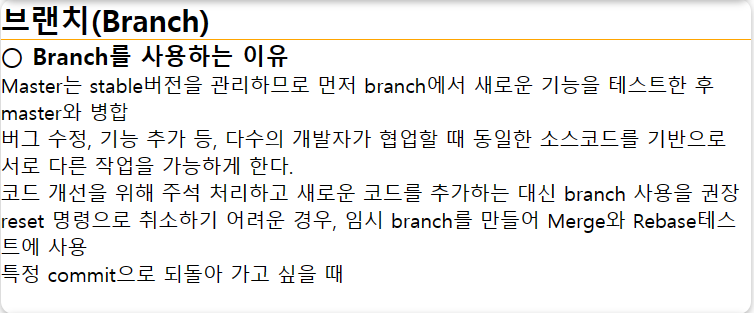 브랜치(Branch)
○ Branch를 사용하는 이유
Master는 stable버전을 관리하므로 먼저 branch에서 새로운 기능을 테스트한 후
master와 병합
버그 수정, 기능 추가 등, 다수의 개발자가 협업할 때 동일한 소스코드를 기반으로
서로 다른 작업을 가능하게 한다.
코드 개선을 위해 주석 처리하고 새로운 코드를 추가하는 대신 branch 사용을 권장
reset 명령으로 취소하기 어려운 경우, 임시 branch를 만들어 Merge와 Rebase테스
트에 사용
특정 commit으로 되돌아 가고 싶을 때